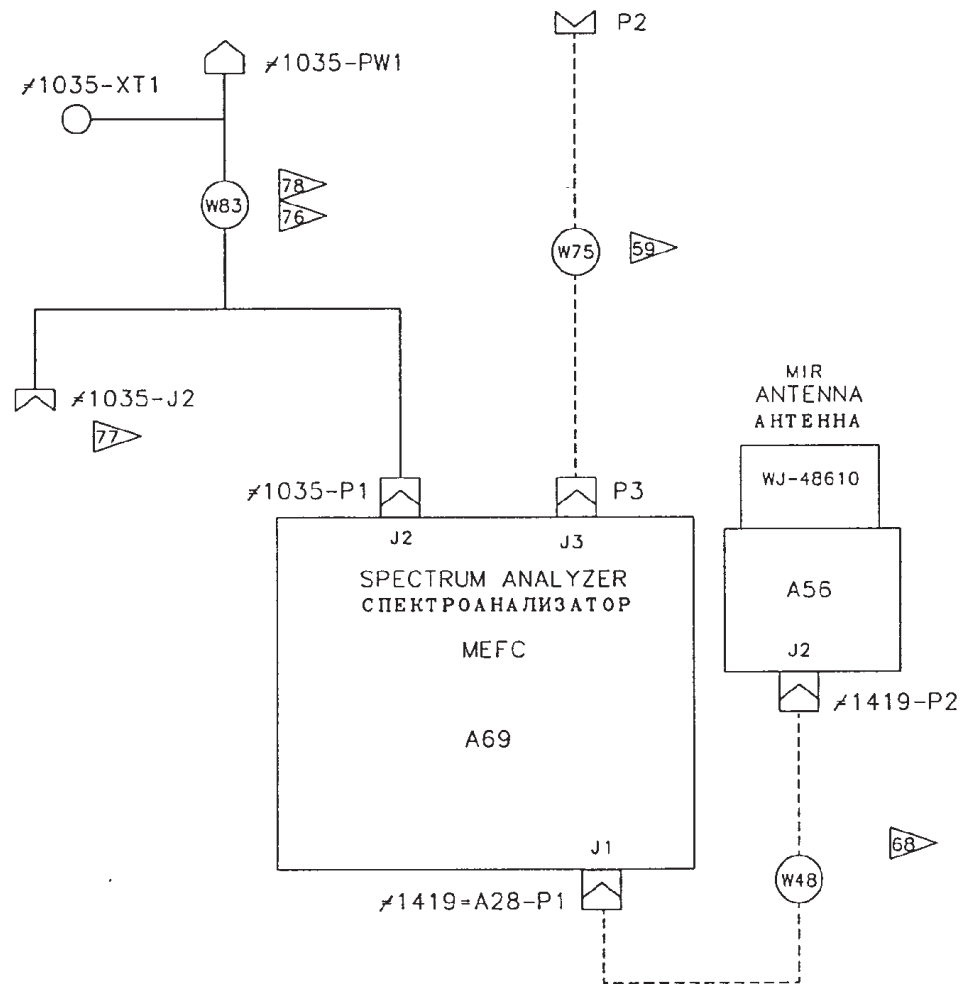 P2
≠1035-PW1
≠1035-XT1
78
W83
76
W75
59
≠1035-J2
77
MIR
ANTENNA
АНТЕННА
WJ-48610
≠1035-P1
P3
J2
J3
SPECTRUM ANALYZER
СПЕКТРОАНАЛИЗАТОР
MEFC
A69
A56
J2
≠1419-P2
68
J1
W48
≠1419=A28-P1